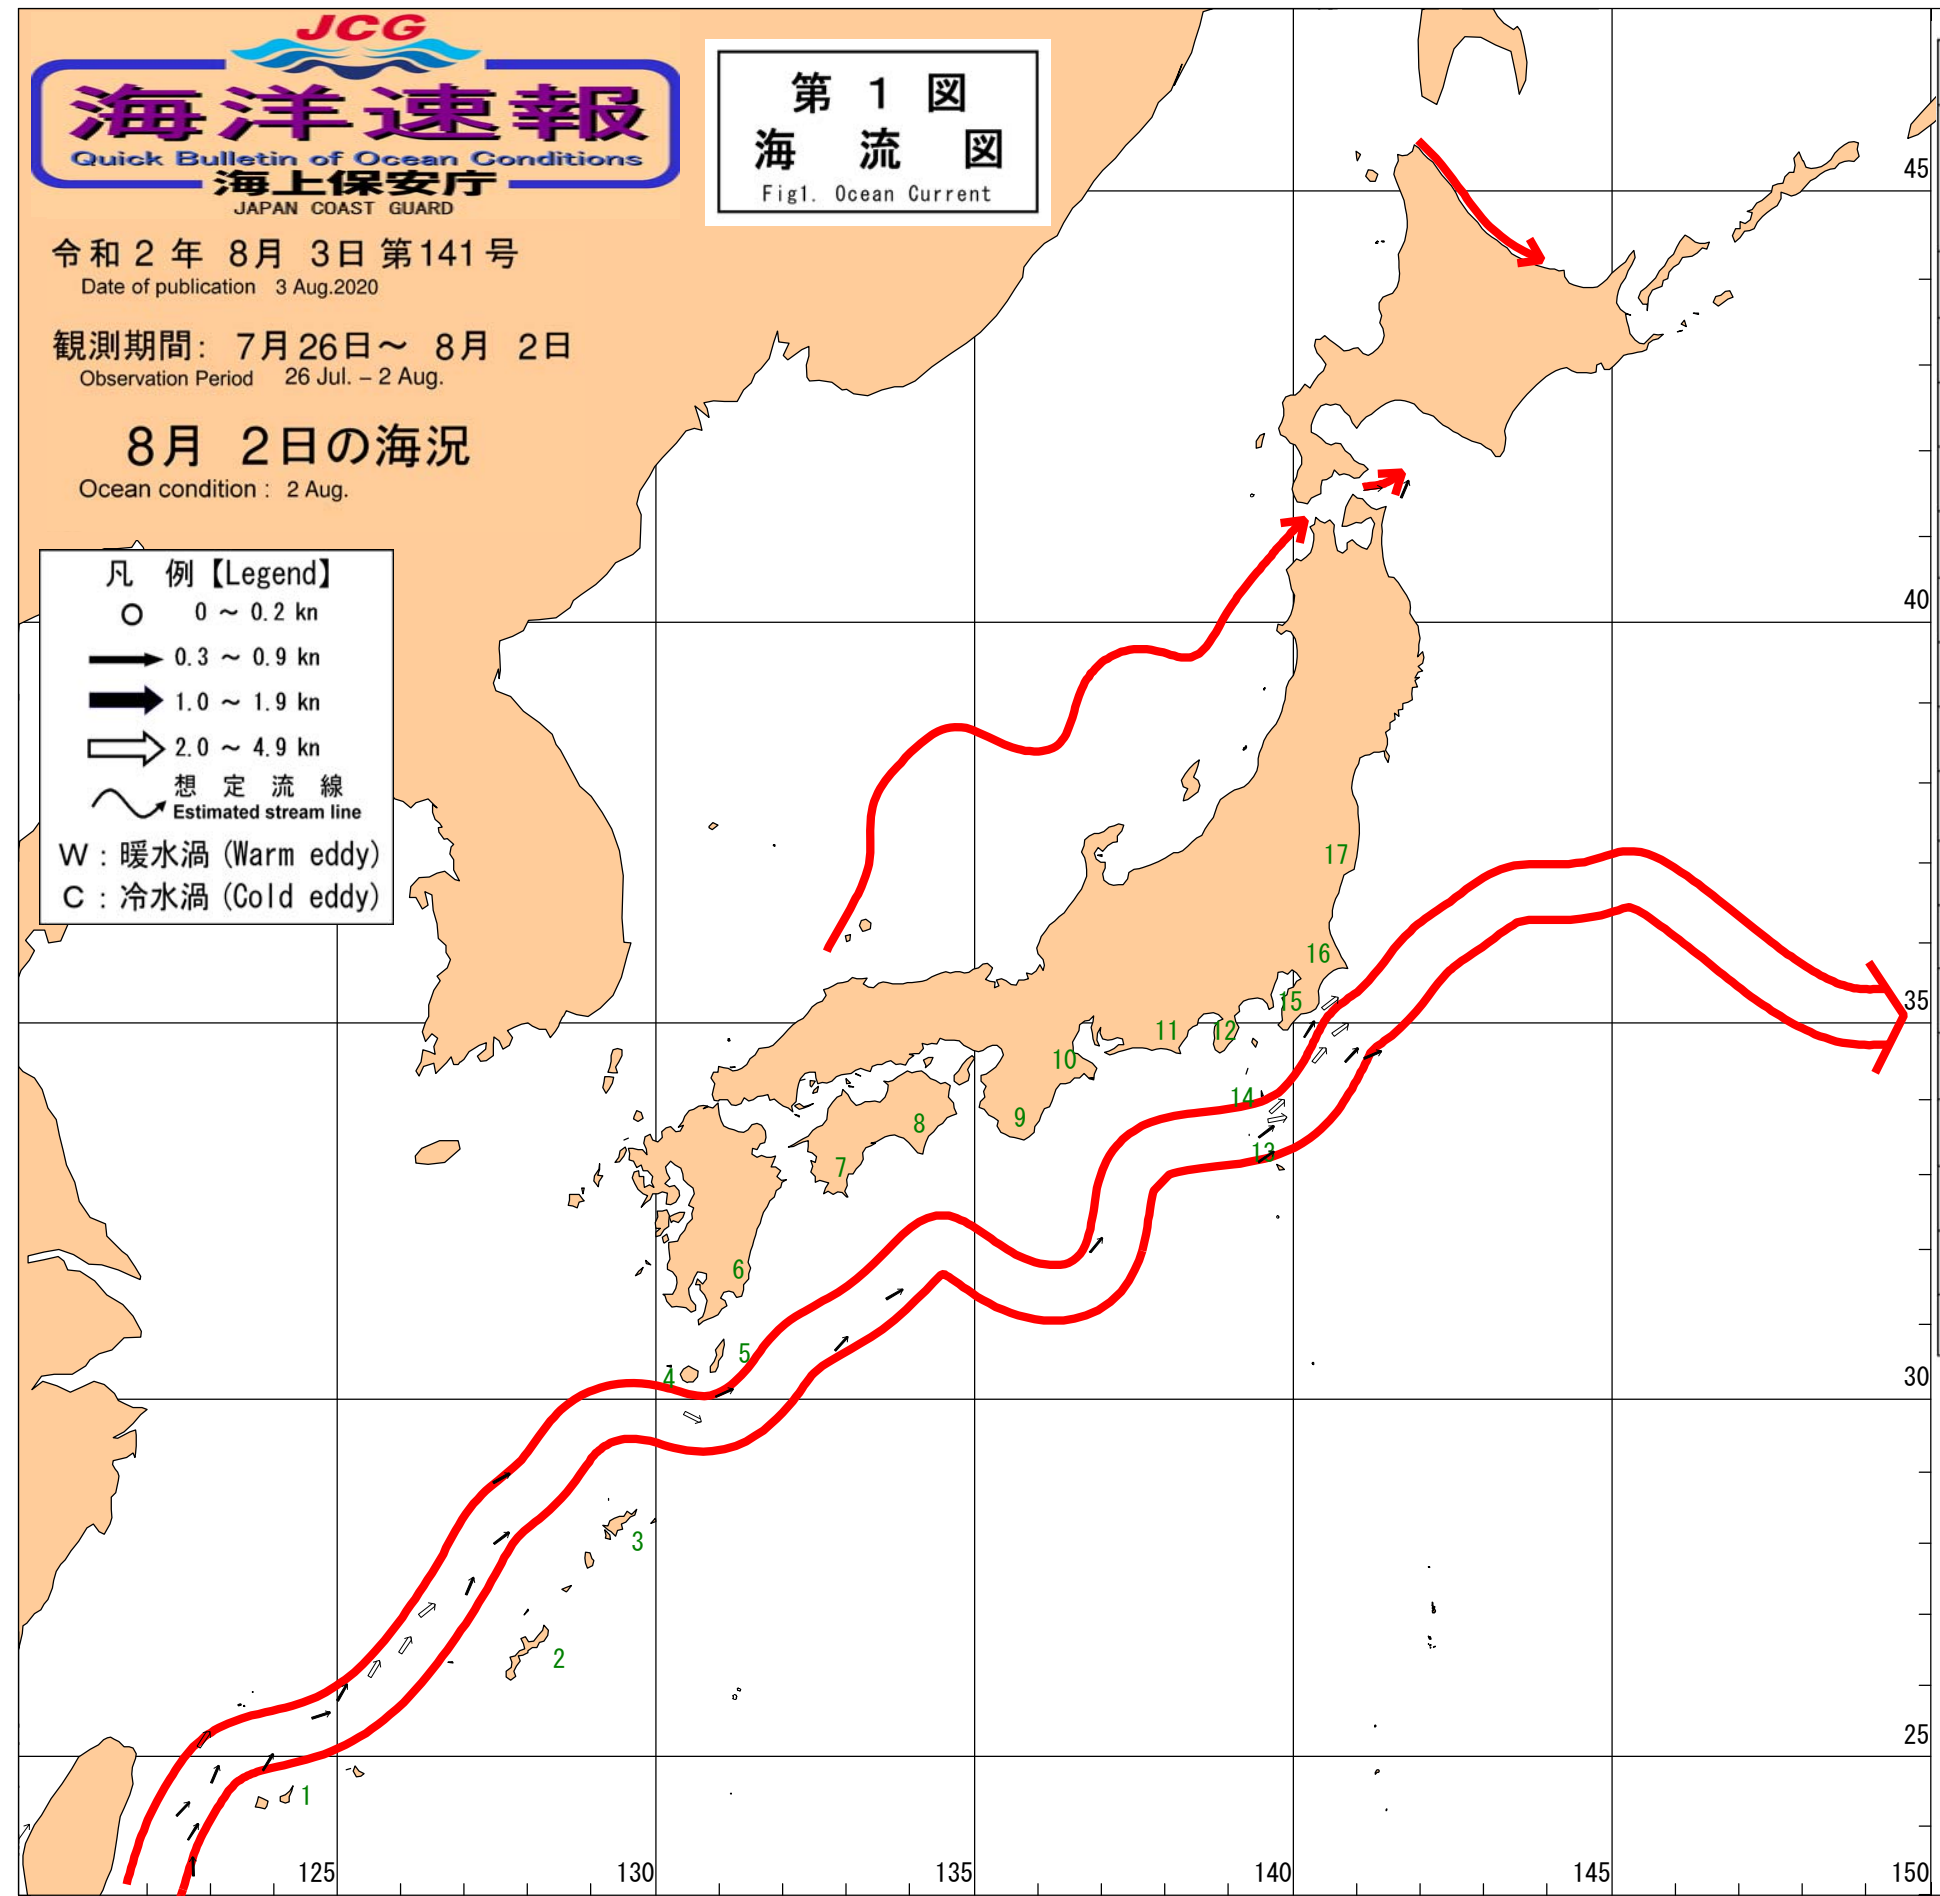 JCG
海洋速報
Quick Bulletin of Ocean Conditions
海上保安庁
JAPAN COAST GUARD
第 1 図
海 流 図
Fig1. Ocean Current
令和 2 年 8月 3日 第141号
Date of publication 3 Aug.2020
観測期間: 7月26日～ 8月 2日
Observation Period 26 Jul. – 2 Aug.
8月 2日の海況
Ocean condition : 2 Aug.
凡 例【Legend】
0 ～ 0.2 kn
0.3 ～ 0.9 kn
1.0 ～ 1.9 kn
2.0 ～ 4.9 kn
想 定 流 線
Estimated stream line
W : 暖水渦 (Warm eddy)
C : 冷水渦 (Cold eddy)
45
40
17
16
35
15
12
11
10
14
9
8
13
7
6
5
4
30
3
2
25
1
125
130
135
140
145
150